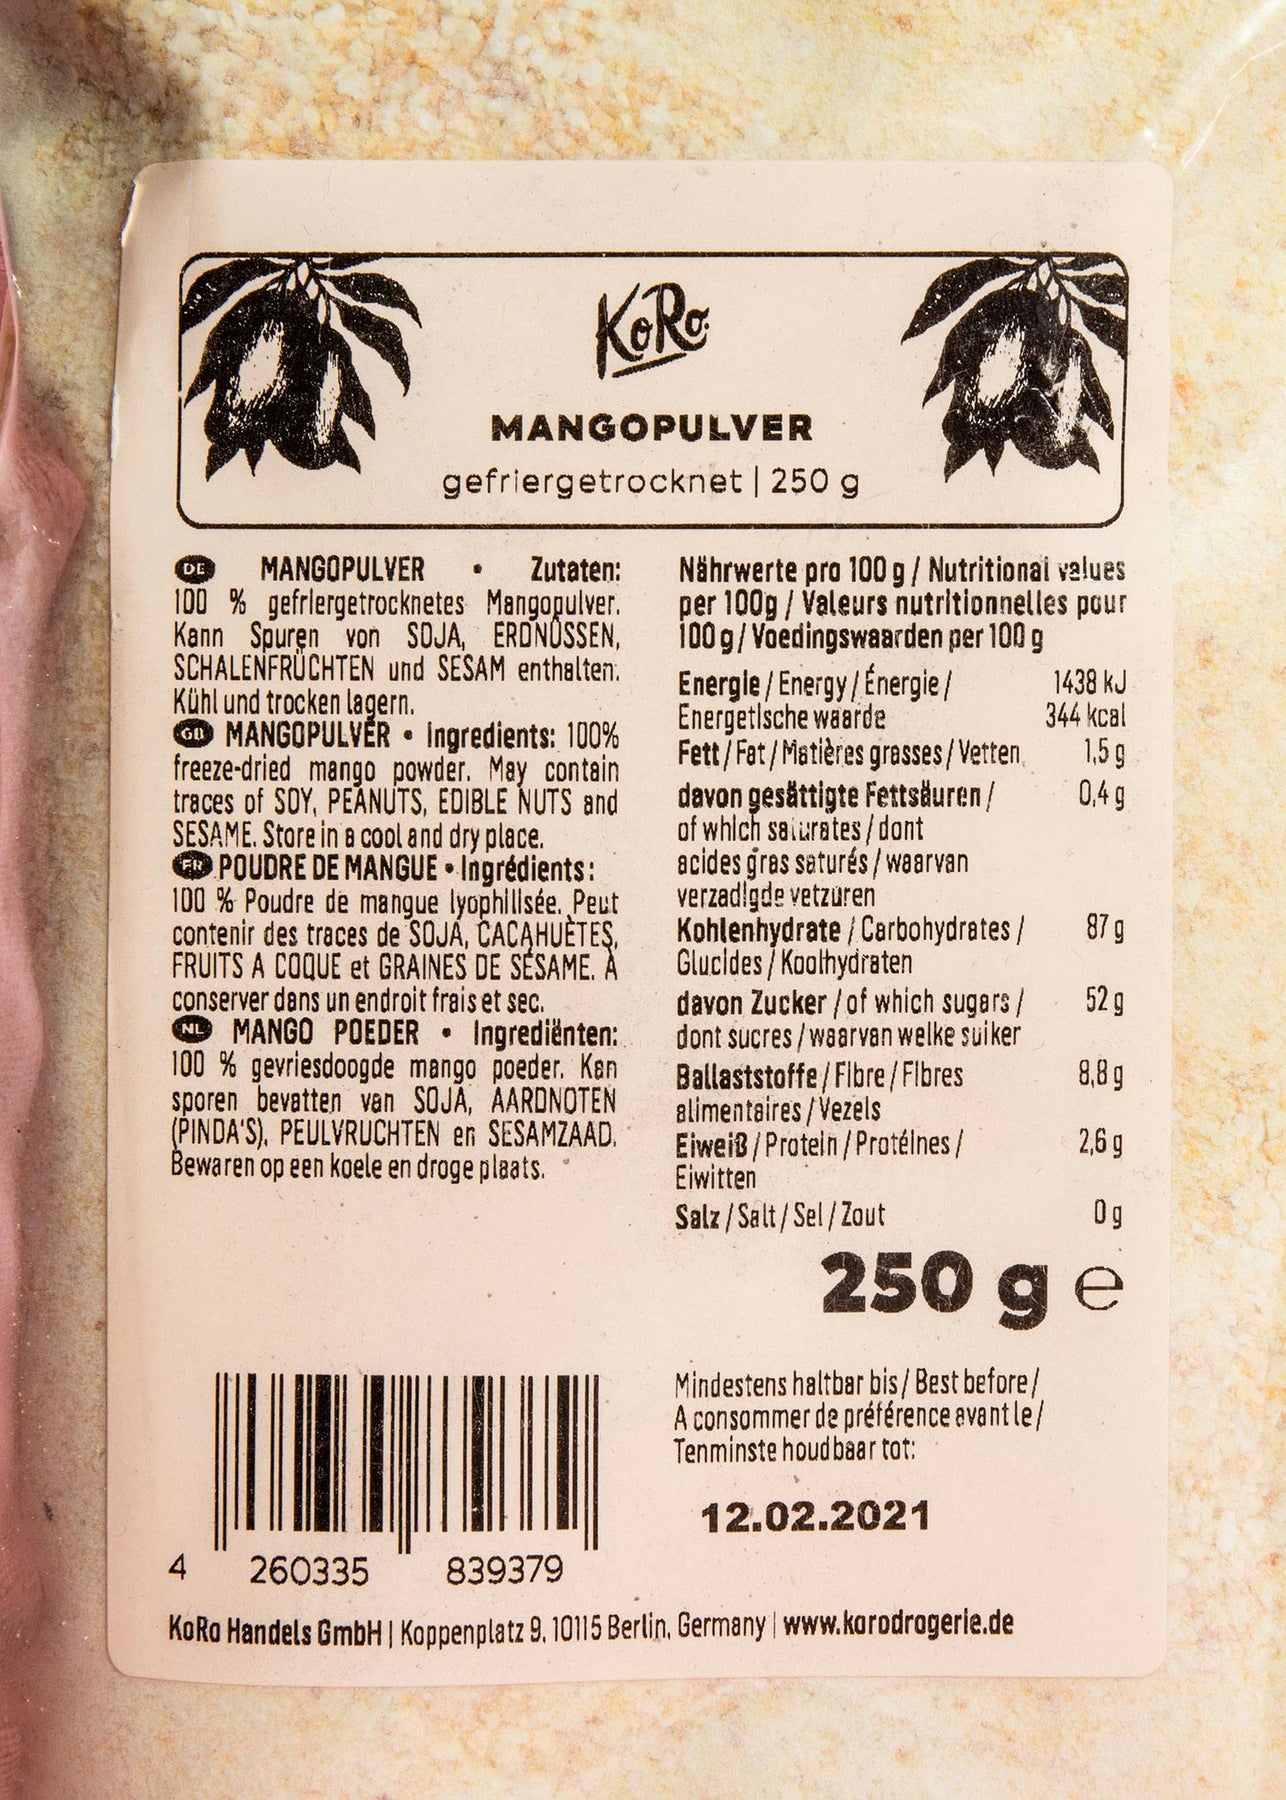 KoRo
MANGOPULVER
gefriergetrocknet | 250 g
DE MANGOPULVER • Zutaten:
100 % gefriergetrocknetes Mangopulver.
Kann Spuren von SOJA, ERDNÜSSEN,
SCHALENFRÜCHTEN und SESAM enthalten.
Kühl und trocken lagern.
GB MANGOPULVER • Ingredients: 100%
freeze-dried mango powder. May contain
traces of SOY, PEANUTS, EDIBLE NUTS and
SESAME. Store in a cool and dry place.
FR POUDRE DE MANGUE • Ingrédients:
100 % Poudre de mangue lyophilisée. Peut
contenir des traces de SOJA, CACAHUÈTES,
FRUITS A COQUE et GRAINES DE SÉSAME. À
conserver dans un endroit frais et sec.
NL MANGO POEDER • Ingrediënten:
100 % gevriesdoogde mango poeder. Kan
sporen bevatten van SOJA, AARDNOTEN
(PINDA'S), PEULVRUCHTEN en SESAMZAAD.
Bewaren op een koele en droge plaats.
Nährwerte pro 100 g / Nutritional values
per 100g / Valeurs nutritionnelles pour
100 g / Voedingswaarden per 100 g
Energie / Energy / Énergie / 1438 kJ
Energetische waarde 344 kcal
Fett / Fat / Matières grasses / Vetten 1,5 g
davon gesättigte Fettsäuren / 0,4 g
of which saturates / dont
acides gras saturés / waarvan
verzadigde vetzuren
Kohlenhydrate / Carbohydrates / 87 g
Glucides / Koolhydraten
davon Zucker / of which sugars / 52 g
dont sucres / waarvan welke suiker
Ballaststoffe / Fibre / Fibres 8,8 g
alimentaires / Vezels
Eiweiß / Protein / Protéines / 2,6 g
Eiwitten
Salz / Salt / Sel / Zout 0 g
250 g e
Mindestens haltbar bis / Best before /
A consommer de préférence avant le /
Tenminste houdbaar tot:
12.02.2021
4 260335 839379
KoRo Handels GmbH | Koppenplatz 9, 10115 Berlin, Germany | www.korodrogerie.de